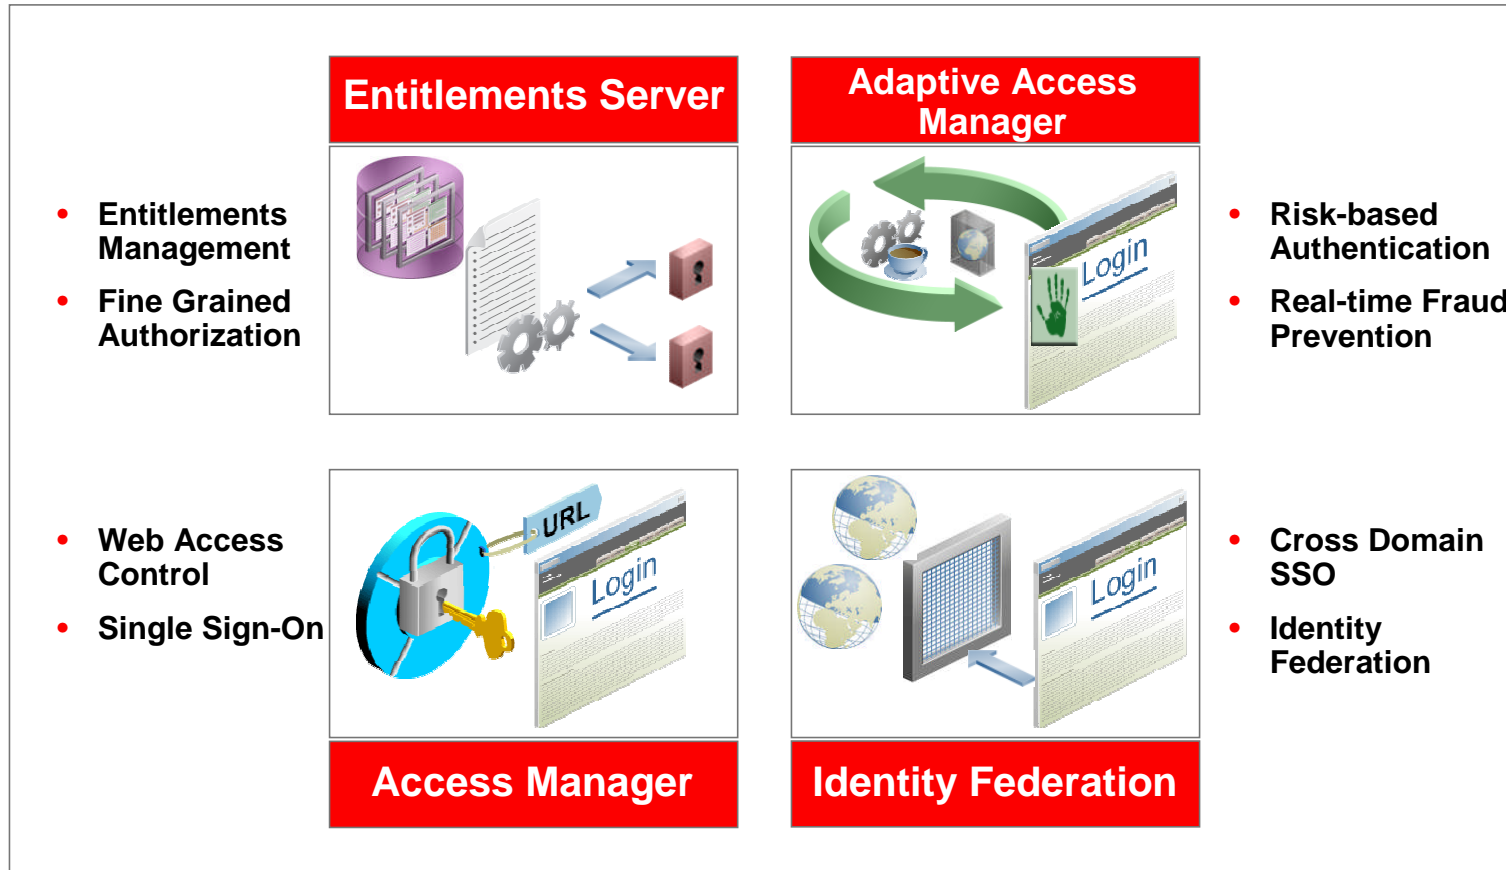 Entitlements Server
Adaptive Access
Manager
• Entitlements
Management
• Fine Grained
Authorization
Login
• Risk-based
Authentication
• Real-time Fraud
Prevention
• Web Access
Control
• Single Sign-On
URL
Login
Login
• Cross Domain
SSO
• Identity
Federation
Access Manager
Identity Federation